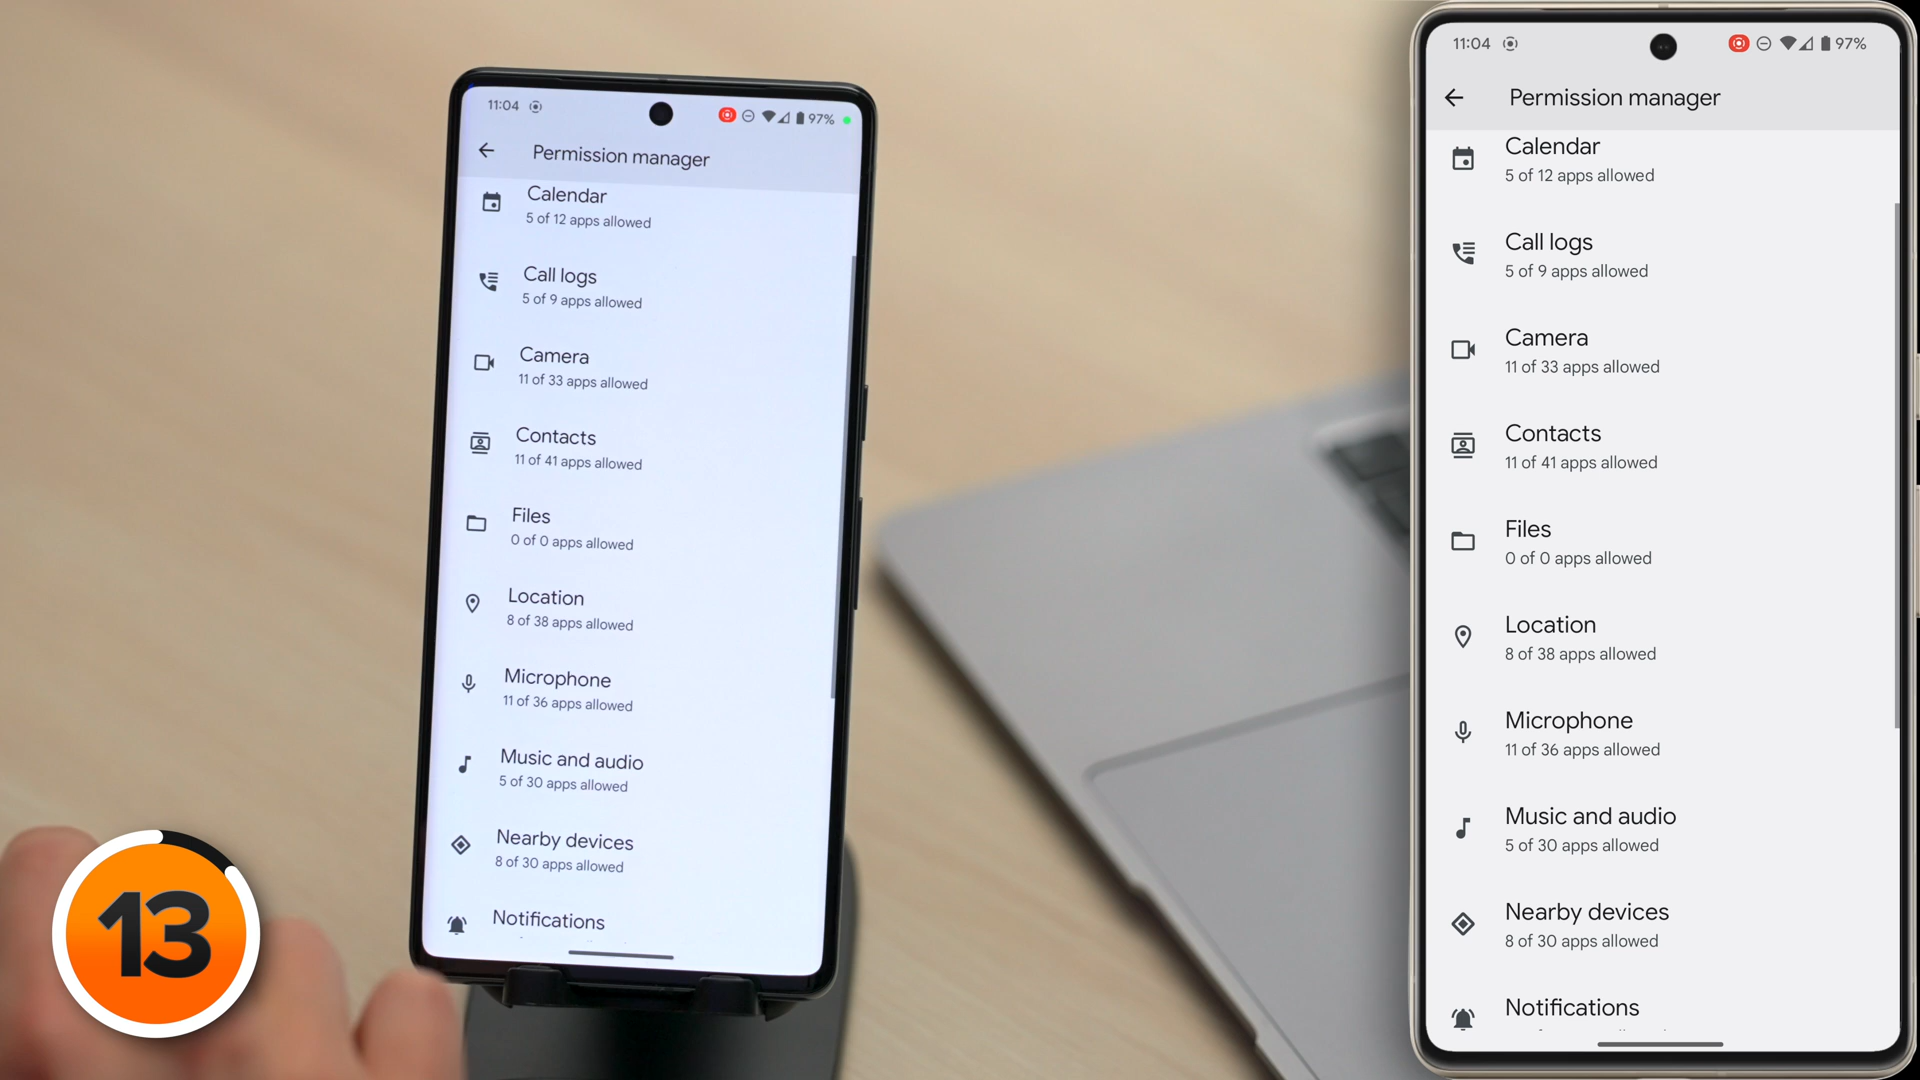 11:04
97%
Permission manager
Calendar
5 of 12 apps allowed
Call logs
5 of 9 apps allowed
Camera
11 of 33 apps allowed
Contacts
11 of 41 apps allowed
Files
0 of 0 apps allowed
Location
8 of 38 apps allowed
Microphone
11 of 36 apps allowed
Music and audio
5 of 30 apps allowed
Nearby devices
8 of 30 apps allowed
Notifications
13
11:04
97%
Permission manager
Calendar
5 of 12 apps allowed
Call logs
5 of 9 apps allowed
Camera
11 of 33 apps allowed
Contacts
11 of 41 apps allowed
Files
0 of 0 apps allowed
Location
8 of 38 apps allowed
Microphone
11 of 36 apps allowed
Music and audio
5 of 30 apps allowed
Nearby devices
8 of 30 apps allowed
Notifications